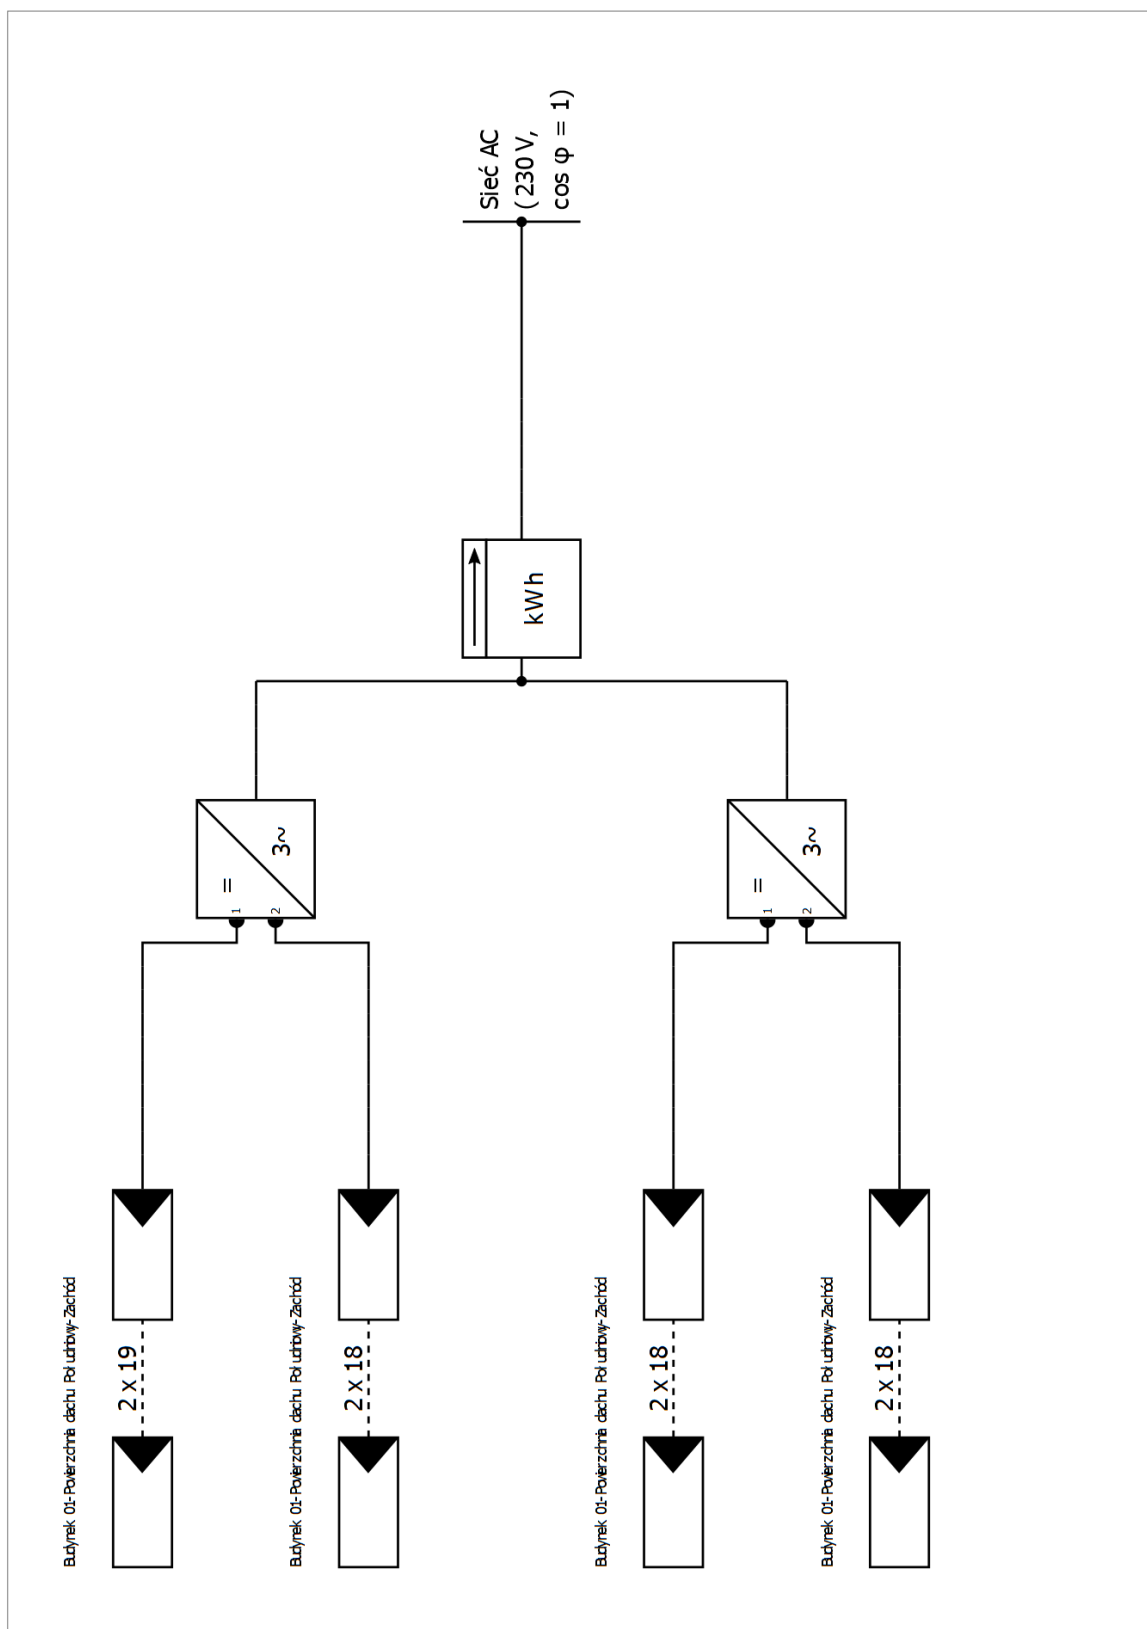 Sieć AC
(230 V,
cos φ = 1)
kWh
=
3~
1
2
=
3~
1
2
Budynek 01-Powierzchnia dachu Południowy-Zachód
2 x 19
Budynek 01-Powierzchnia dachu Południowy-Zachód
2 x 18
Budynek 01-Powierzchnia dachu Południowy-Zachód
2 x 18
Budynek 01-Powierzchnia dachu Południowy-Zachód
2 x 18